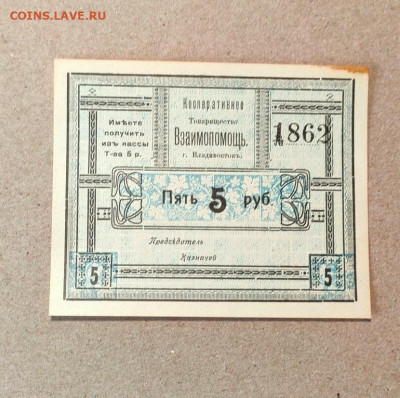 COINS.LAVE.RU
Имѣете
получить
изъ кассы
Т-ва 5 р.
Кооперативное
Товарищество
Взаимопомощь.
г. Владивостокъ.
1862
Пять 5 руб.
Предсѣдатель
Казначей
5
5